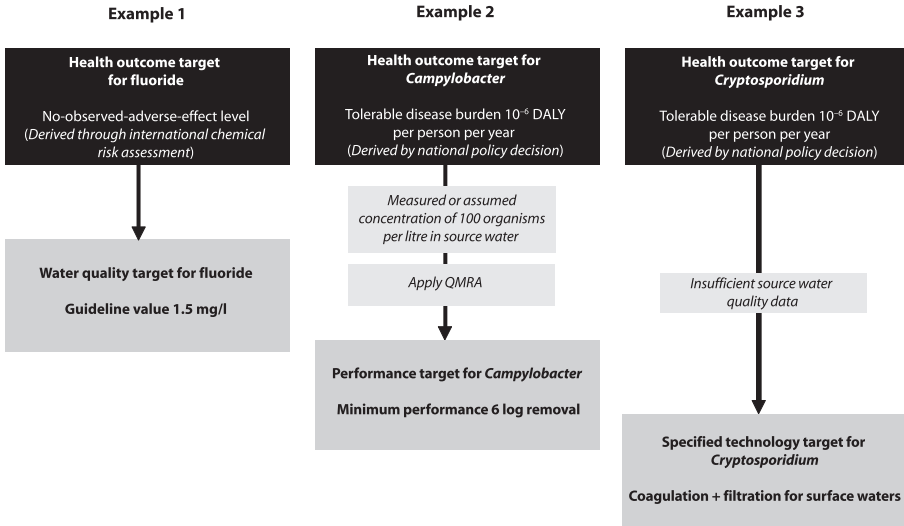 Example 1
Health outcome target
for fluoride
No-observed-adverse-effect level
(Derived through international chemical
risk assessment)
Water quality target for fluoride
Guideline value 1.5 mg/l
Example 2
Health outcome target for
Campylobacter
Tolerable disease burden 10⁻⁶ DALY
per person per year
(Derived by national policy decision)
Measured or assumed
concentration of 100 organisms
per litre in source water
Apply QMRA
Performance target for Campylobacter
Minimum performance 6 log removal
Example 3
Health outcome target for
Cryptosporidium
Tolerable disease burden 10⁻⁶ DALY
per person per year
(Derived by national policy decision)
Insufficient source water
quality data
Specified technology target for
Cryptosporidium
Coagulation + filtration for surface waters